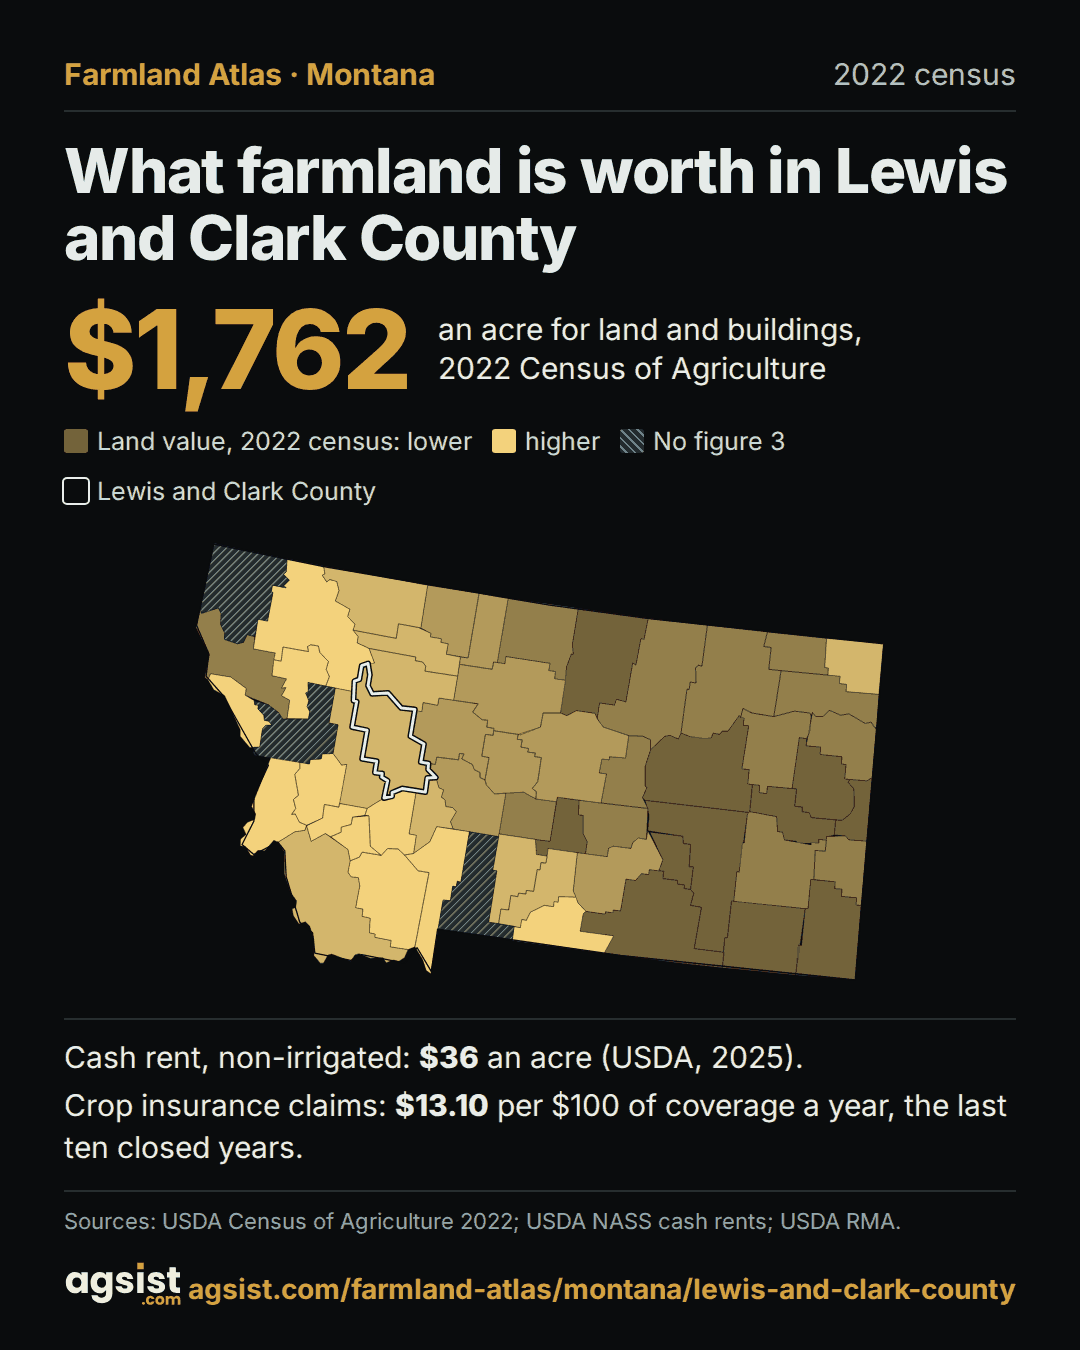 Farmland Atlas · Montana
2022 census
What farmland is worth in Lewis
and Clark County
$1,762
an acre for land and buildings,
2022 Census of Agriculture
Land value, 2022 census: lower
higher
No figure 3
Lewis and Clark County
Cash rent, non-irrigated: $36 an acre (USDA, 2025).
Crop insurance claims: $13.10 per $100 of coverage a year, the last
ten closed years.
Sources: USDA Census of Agriculture 2022; USDA NASS cash rents; USDA RMA.
agsist
.com
agsist.com/farmland-atlas/montana/lewis-and-clark-county